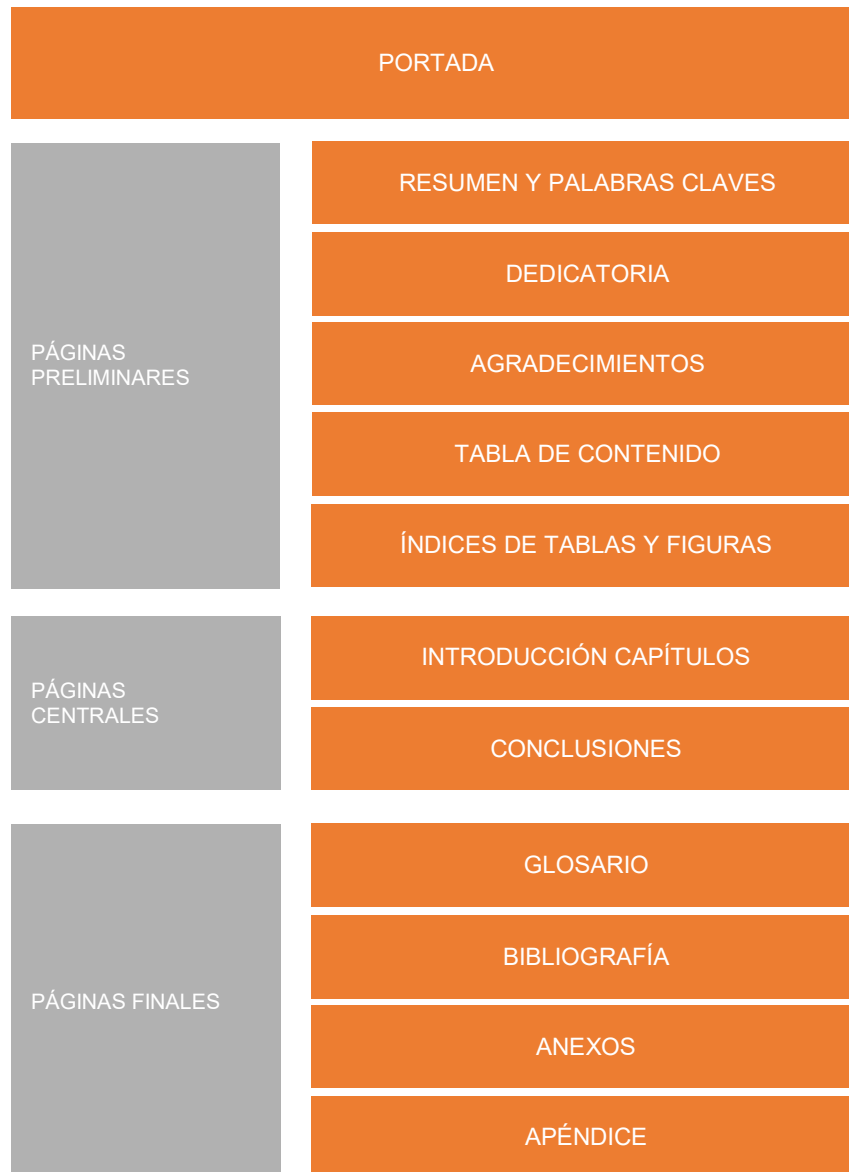 PORTADA
PÁGINAS
PRELIMINARES
RESUMEN Y PALABRAS CLAVES
DEDICATORIA
AGRADECIMIENTOS
TABLA DE CONTENIDO
ÍNDICES DE TABLAS Y FIGURAS
PÁGINAS
CENTRALES
INTRODUCCIÓN CAPÍTULOS
CONCLUSIONES
PÁGINAS FINALES
GLOSARIO
BIBLIOGRAFÍA
ANEXOS
APÉNDICE